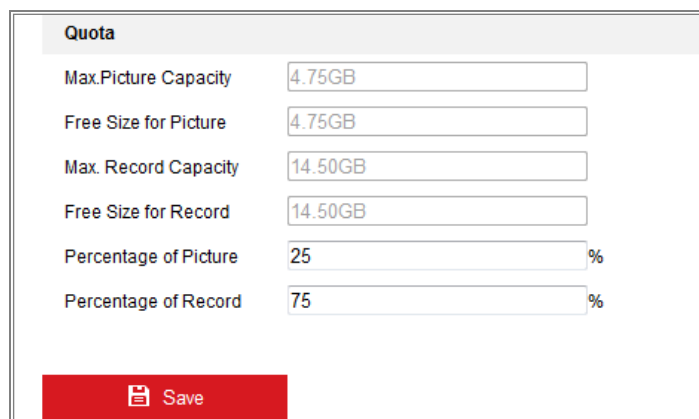 Quota
Max.Picture Capacity 4.75GB
Free Size for Picture 4.75GB
Max. Record Capacity 14.50GB
Free Size for Record 14.50GB
Percentage of Picture 25 %
Percentage of Record 75 %
Save